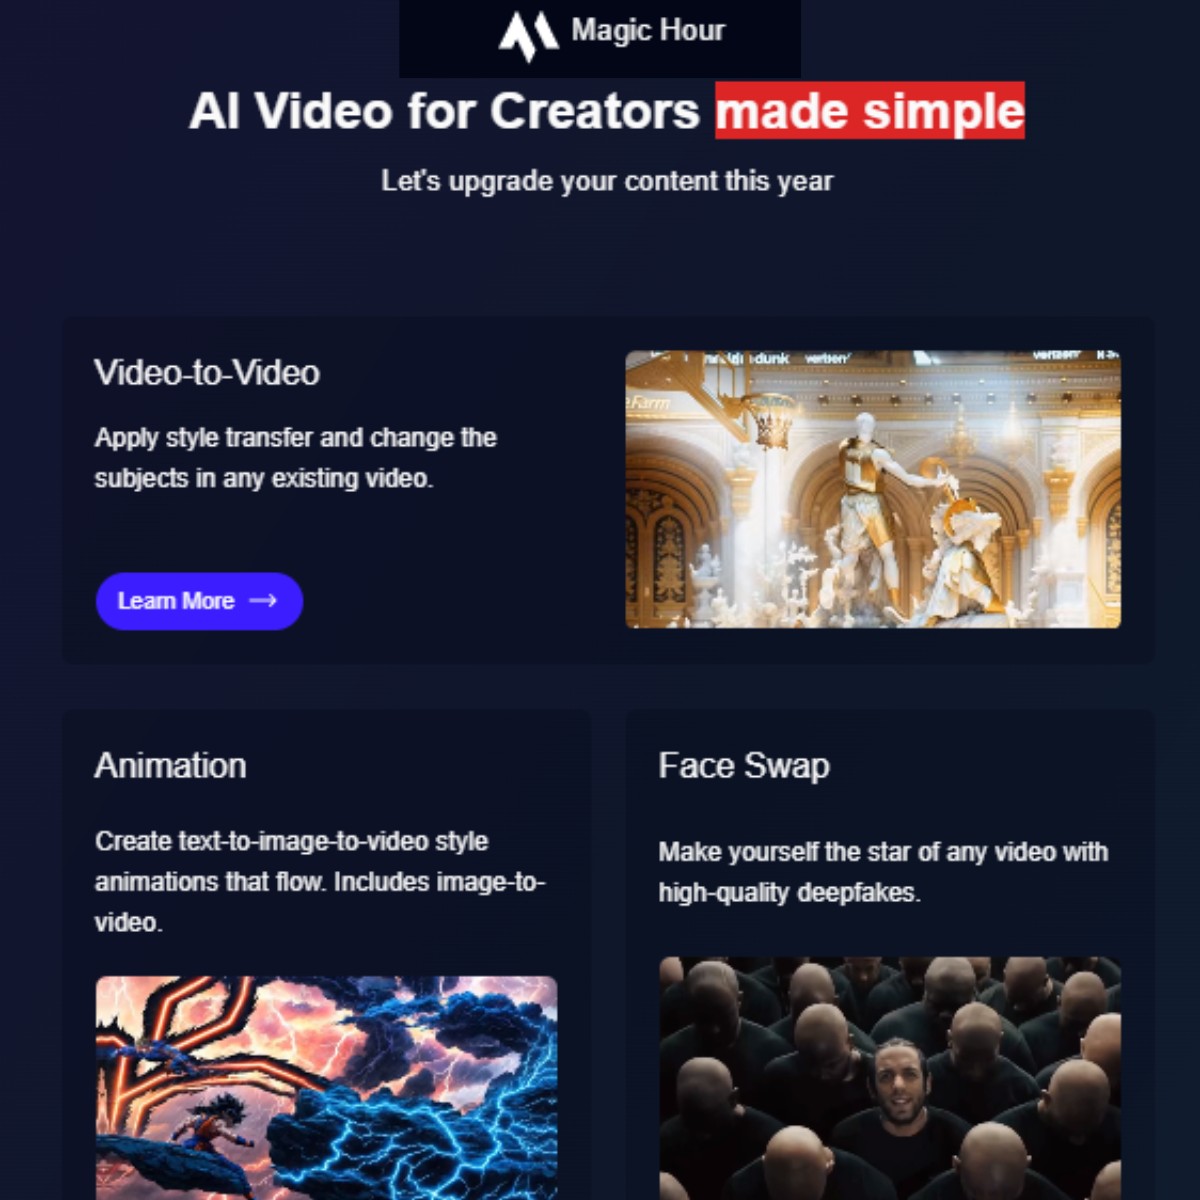 Magic Hour
AI Video for Creators made simple
Let's upgrade your content this year
Video-to-Video
Apply style transfer and change the
subjects in any existing video.
Learn More →
Animation
Create text-to-image-to-video style
animations that flow. Includes image-to-
video.
Face Swap
Make yourself the star of any video with
high-quality deepfakes.